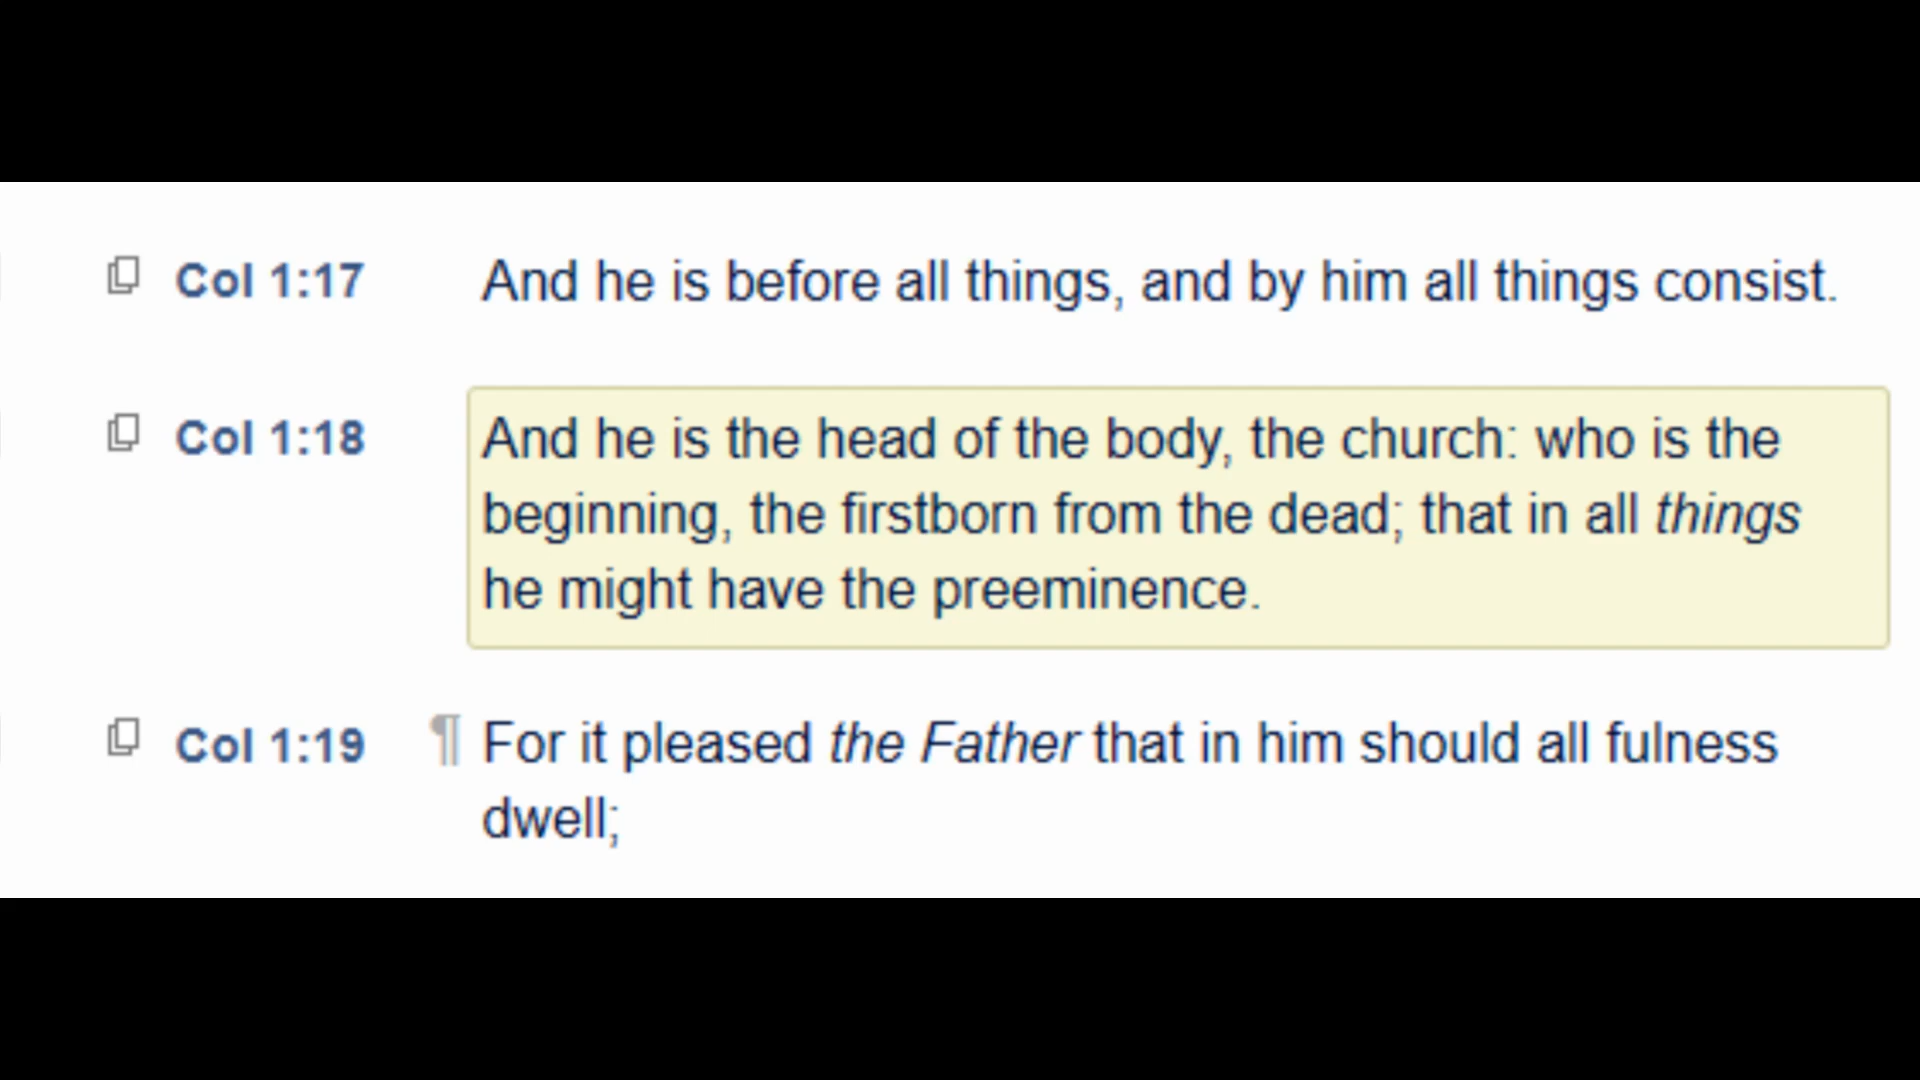 Col 1:17 And he is before all things, and by him all things consist.
Col 1:18 And he is the head of the body, the church: who is the
beginning, the firstborn from the dead; that in all things
he might have the preeminence.
Col 1:19 ¶ For it pleased the Father that in him should all fulness
dwell;